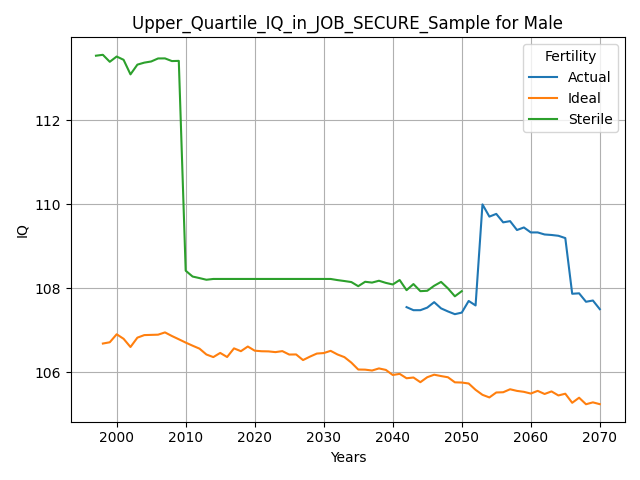 Upper_Quartile_IQ_in_JOB_SECURE_Sample for Male
Fertility
Actual
Ideal
Sterile
IQ
112
110
108
106
2000 2010 2020 2030 2040 2050 2060 2070
Years